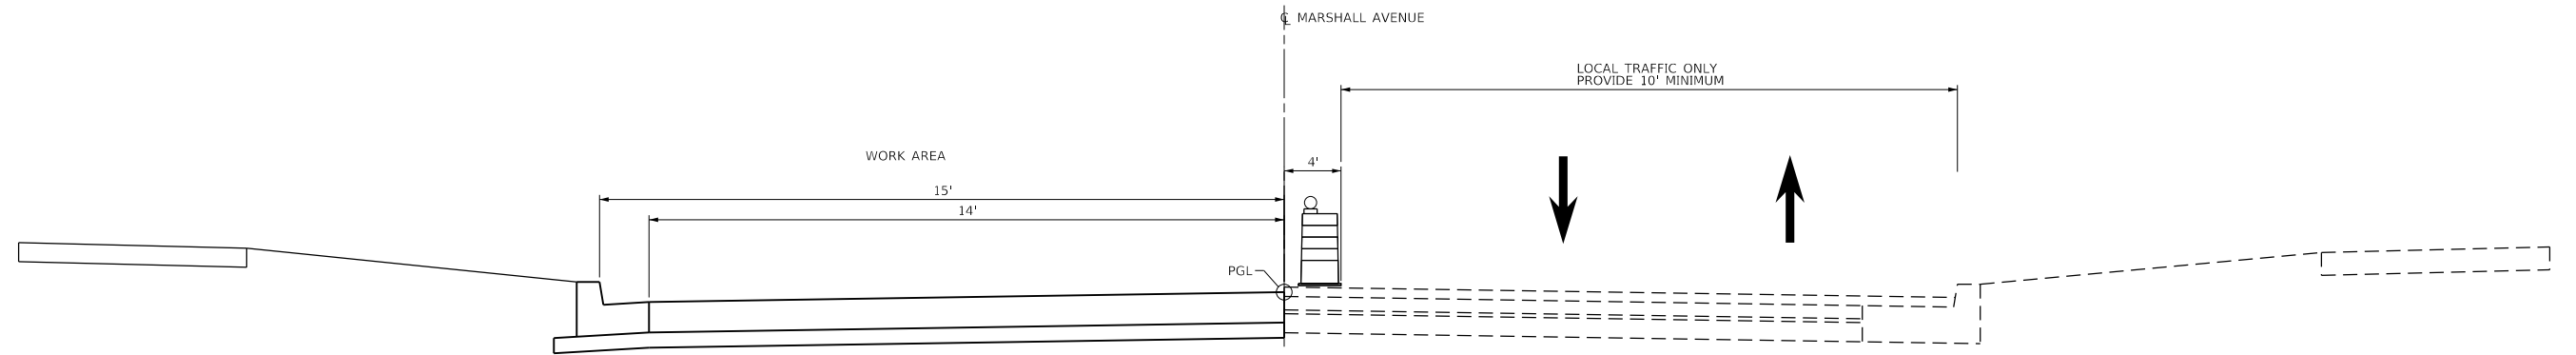 ℄ MARSHALL AVENUE
LOCAL TRAFFIC ONLY
PROVIDE 10' MINIMUM
WORK AREA
4'
15'
14'
PGL